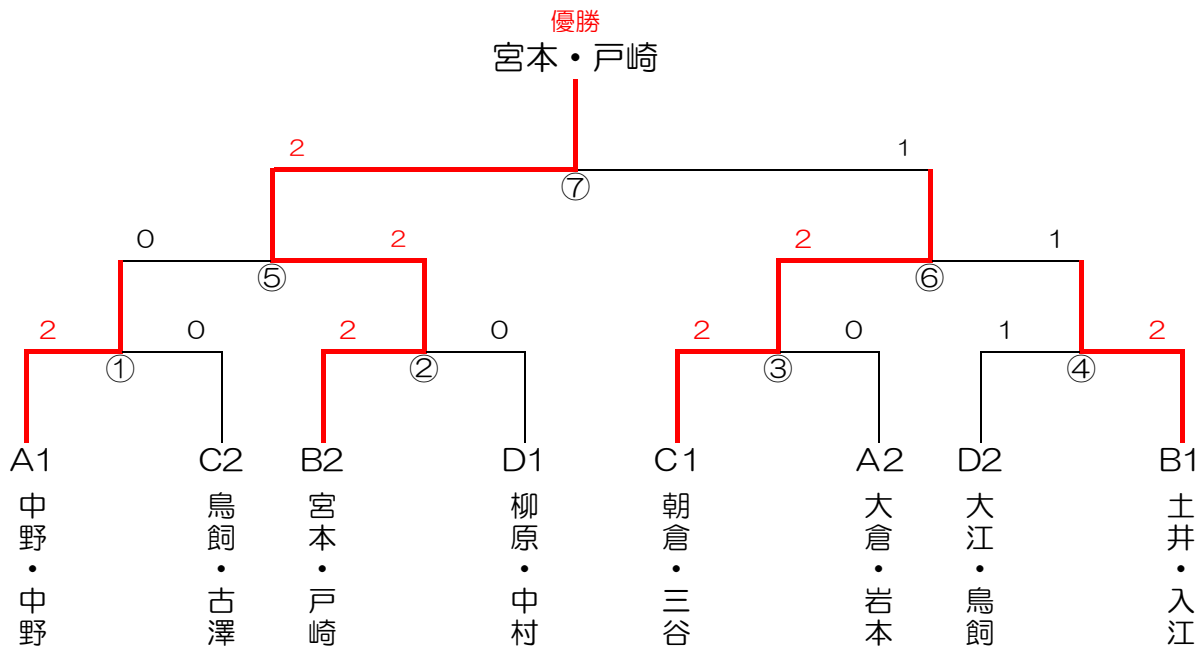 優勝
宮本・戸崎
2 1
⑦
0 2 2 1
⑤ ⑥
2 0 2 0 2 0 1 2
① ② ③ ④
A1 C2 B2 D1 C1 A2 D2 B1
中野・中野
鳥飼・古澤
宮本・戸崎
柳原・中村
朝倉・三谷
大倉・岩本
大江・鳥飼
土井・入江